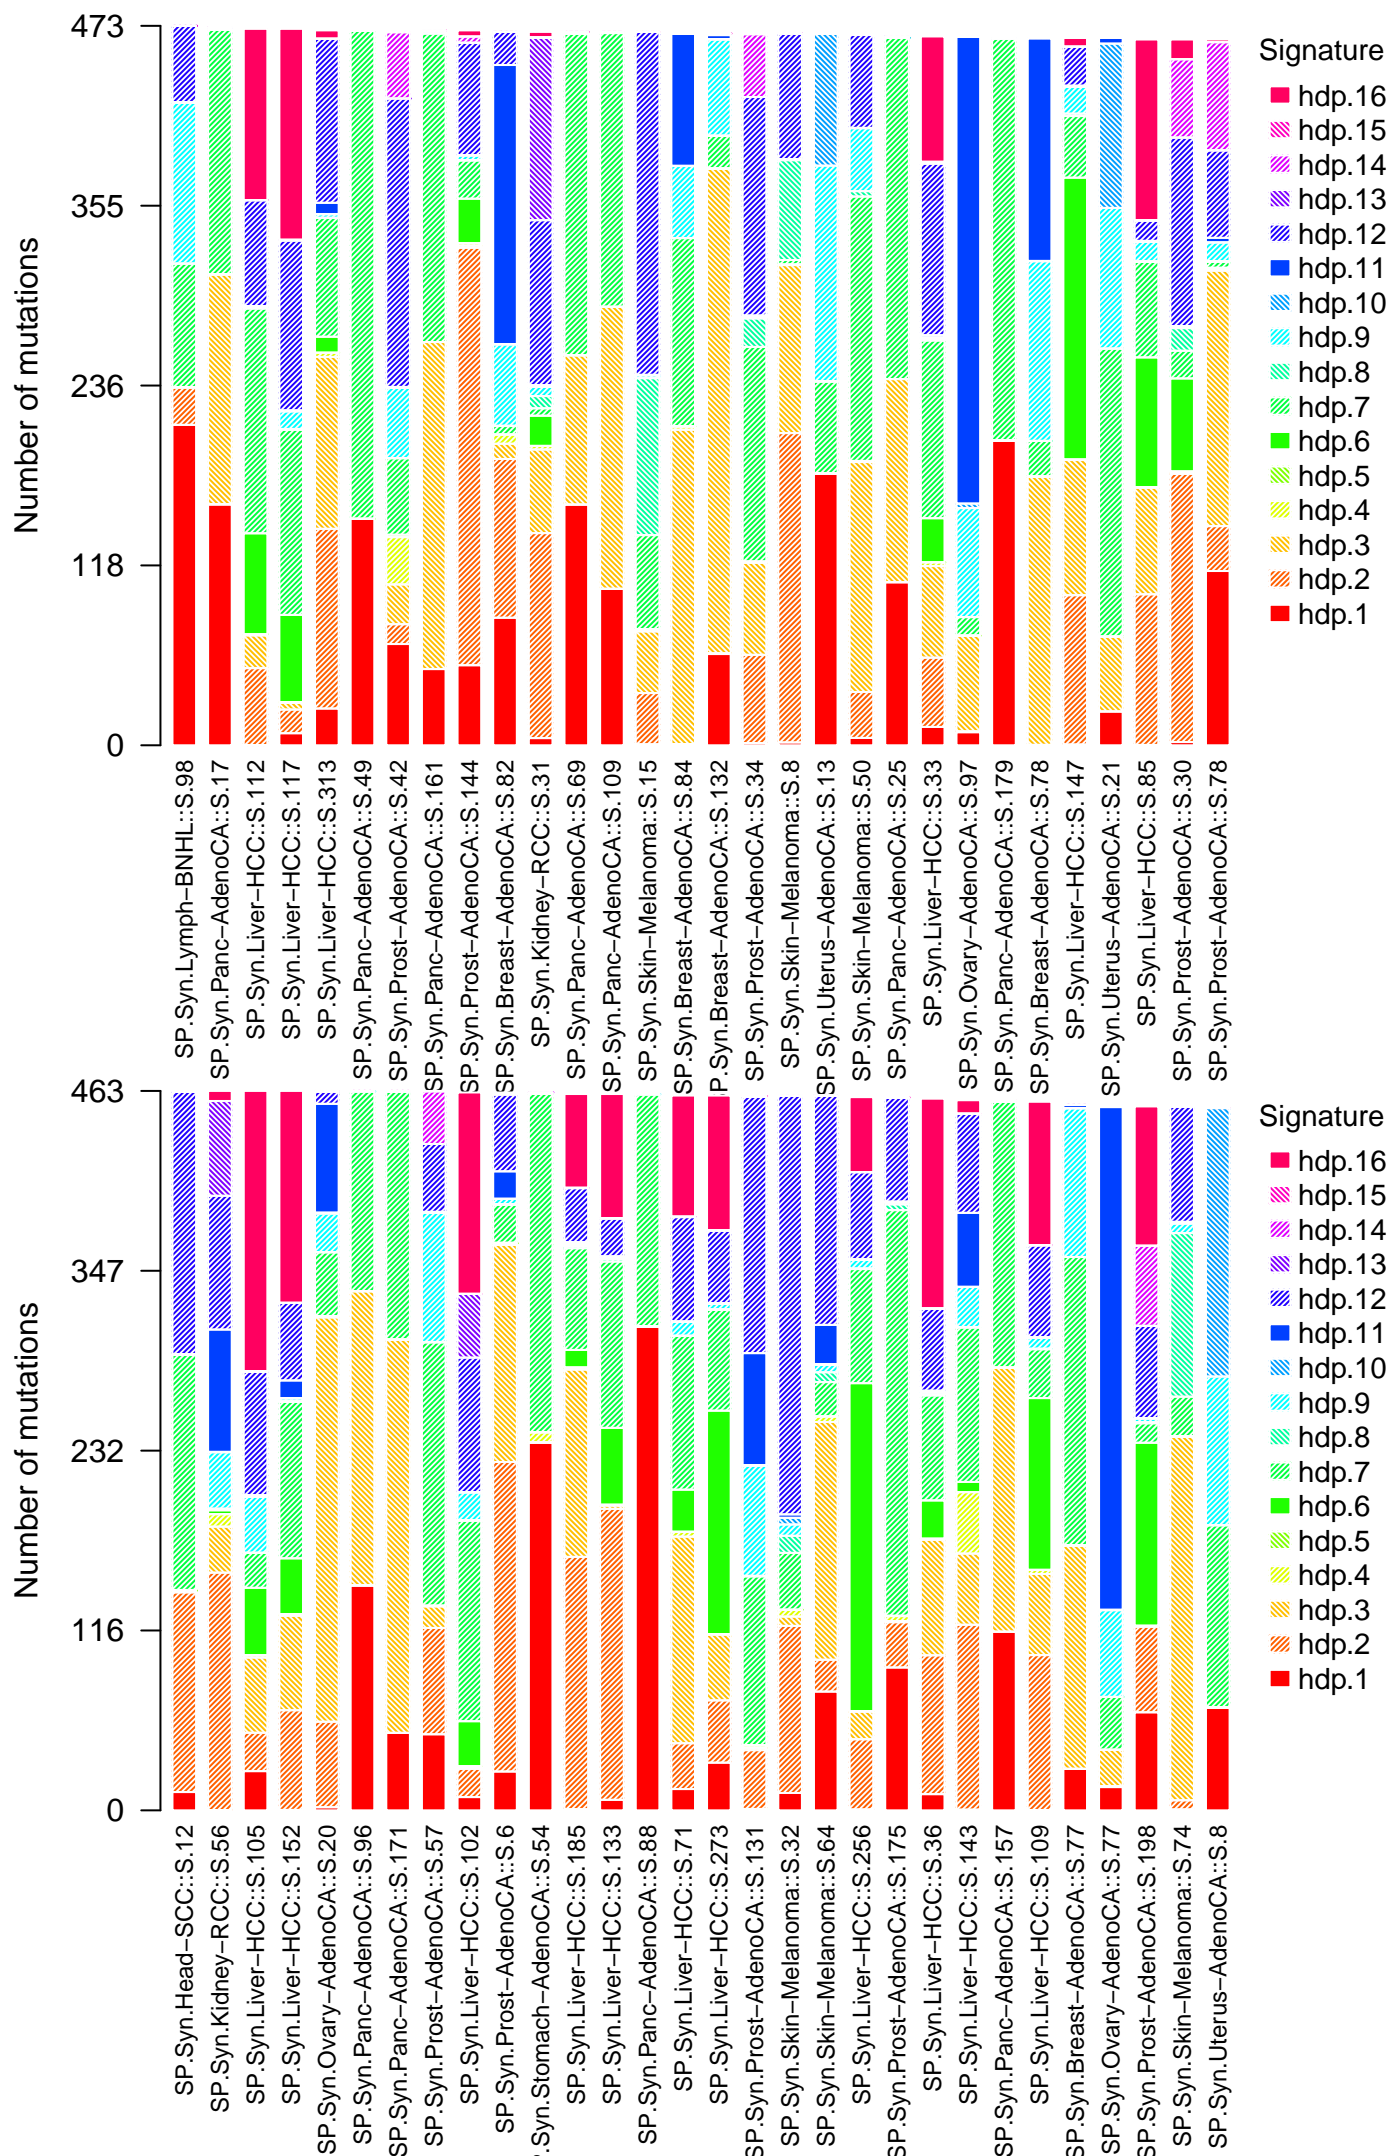 473
355
236
118
0
Number of mutations
Signature
hdp.16
hdp.15
hdp.14
hdp.13
hdp.12
hdp.11
hdp.10
hdp.9
hdp.8
hdp.7
hdp.6
hdp.5
hdp.4
hdp.3
hdp.2
hdp.1
SP.Syn.Lymph−BNHL::S.98
SP.Syn.Panc−AdenoCA::S.17
SP.Syn.Liver−HCC::S.112
SP.Syn.Liver−HCC::S.117
SP.Syn.Liver−HCC::S.313
SP.Syn.Panc−AdenoCA::S.49
SP.Syn.Prost−AdenoCA::S.42
SP.Syn.Panc−AdenoCA::S.161
SP.Syn.Prost−AdenoCA::S.144
SP.Syn.Breast−AdenoCA::S.82
SP.Syn.Kidney−RCC::S.31
SP.Syn.Panc−AdenoCA::S.69
SP.Syn.Panc−AdenoCA::S.109
SP.Syn.Skin−Melanoma::S.15
SP.Syn.Breast−AdenoCA::S.84
SP.Syn.Breast−AdenoCA::S.132
SP.Syn.Prost−AdenoCA::S.34
SP.Syn.Skin−Melanoma::S.8
SP.Syn.Uterus−AdenoCA::S.13
SP.Syn.Skin−Melanoma::S.50
SP.Syn.Panc−AdenoCA::S.25
SP.Syn.Liver−HCC::S.33
SP.Syn.Ovary−AdenoCA::S.97
SP.Syn.Panc−AdenoCA::S.179
SP.Syn.Breast−AdenoCA::S.78
SP.Syn.Liver−HCC::S.147
SP.Syn.Uterus−AdenoCA::S.21
SP.Syn.Liver−HCC::S.85
SP.Syn.Prost−AdenoCA::S.30
SP.Syn.Prost−AdenoCA::S.78
463
347
232
116
0
Number of mutations
Signature
hdp.16
hdp.15
hdp.14
hdp.13
hdp.12
hdp.11
hdp.10
hdp.9
hdp.8
hdp.7
hdp.6
hdp.5
hdp.4
hdp.3
hdp.2
hdp.1
SP.Syn.Head−SCC::S.12
SP.Syn.Kidney−RCC::S.56
SP.Syn.Liver−HCC::S.105
SP.Syn.Liver−HCC::S.152
SP.Syn.Ovary−AdenoCA::S.20
SP.Syn.Panc−AdenoCA::S.96
SP.Syn.Panc−AdenoCA::S.171
SP.Syn.Prost−AdenoCA::S.57
SP.Syn.Liver−HCC::S.102
SP.Syn.Prost−AdenoCA::S.6
.Syn.Stomach−AdenoCA::S.54
SP.Syn.Liver−HCC::S.185
SP.Syn.Liver−HCC::S.133
SP.Syn.Panc−AdenoCA::S.88
SP.Syn.Liver−HCC::S.71
SP.Syn.Liver−HCC::S.273
SP.Syn.Prost−AdenoCA::S.131
SP.Syn.Skin−Melanoma::S.32
SP.Syn.Skin−Melanoma::S.64
SP.Syn.Liver−HCC::S.256
SP.Syn.Prost−AdenoCA::S.175
SP.Syn.Liver−HCC::S.36
SP.Syn.Liver−HCC::S.143
SP.Syn.Panc−AdenoCA::S.157
SP.Syn.Liver−HCC::S.109
SP.Syn.Breast−AdenoCA::S.77
SP.Syn.Ovary−AdenoCA::S.77
SP.Syn.Prost−AdenoCA::S.198
SP.Syn.Skin−Melanoma::S.74
SP.Syn.Uterus−AdenoCA::S.8